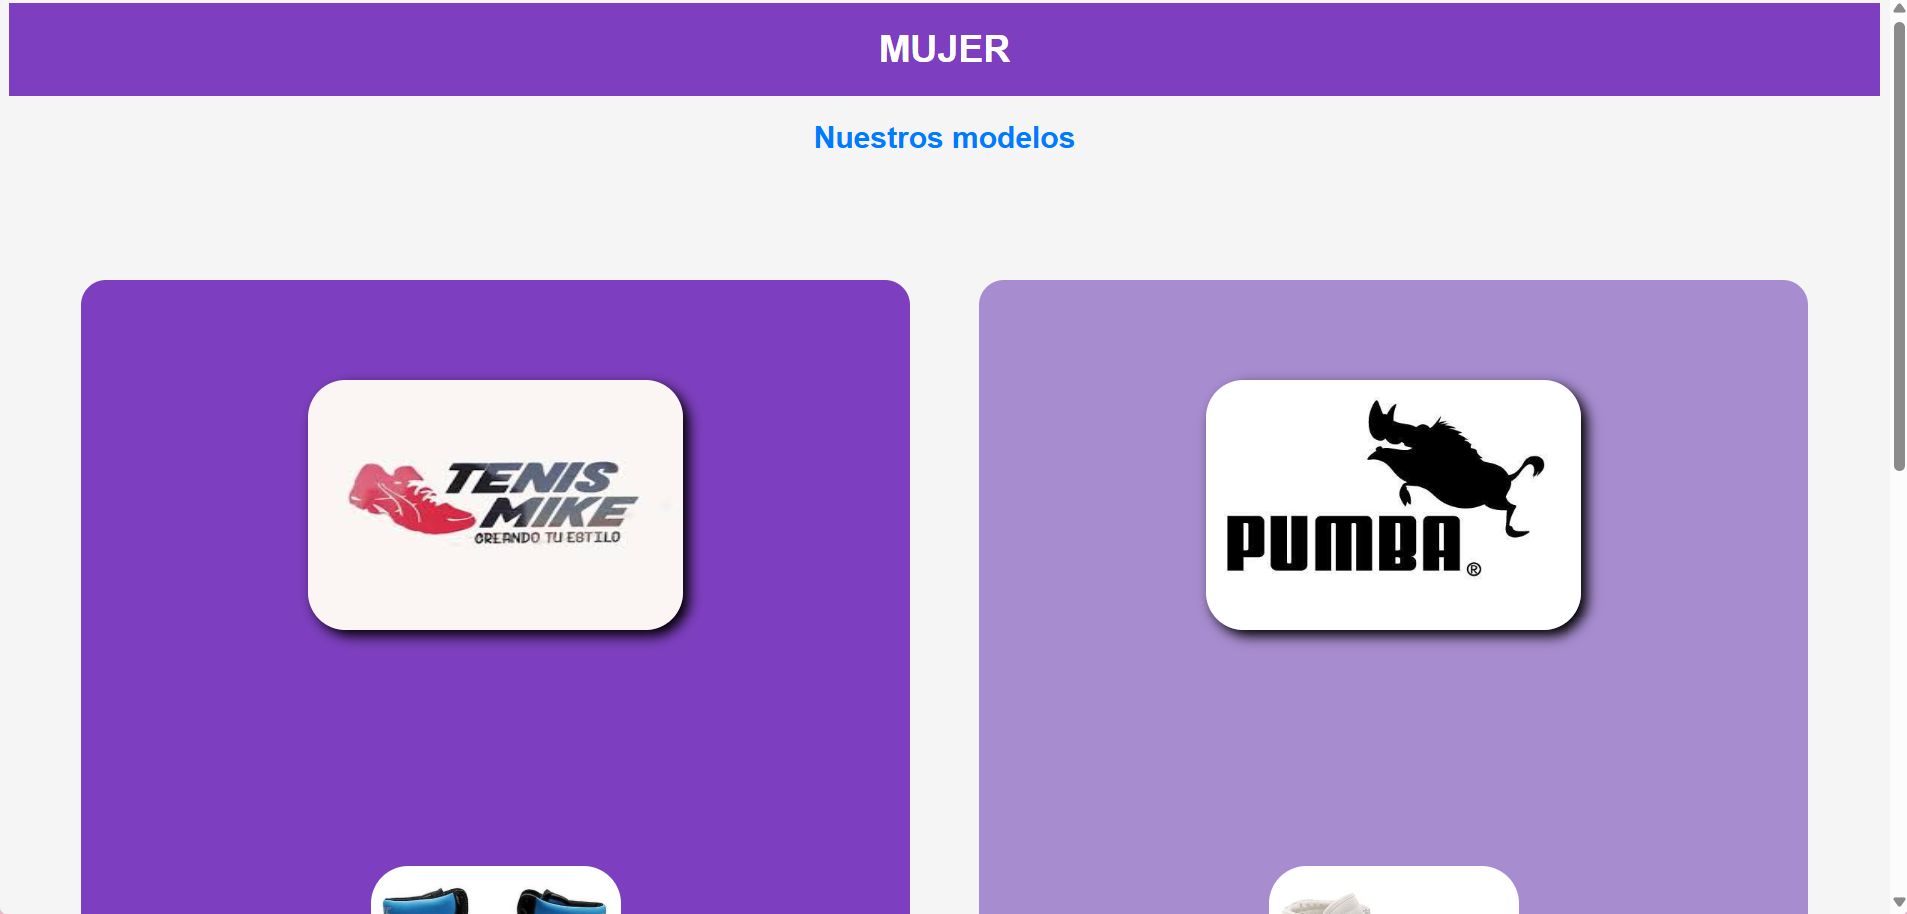 MUJER
Nuestros modelos
TENIS
MIKE
CREANDO TU ESTILO
PUMBA®